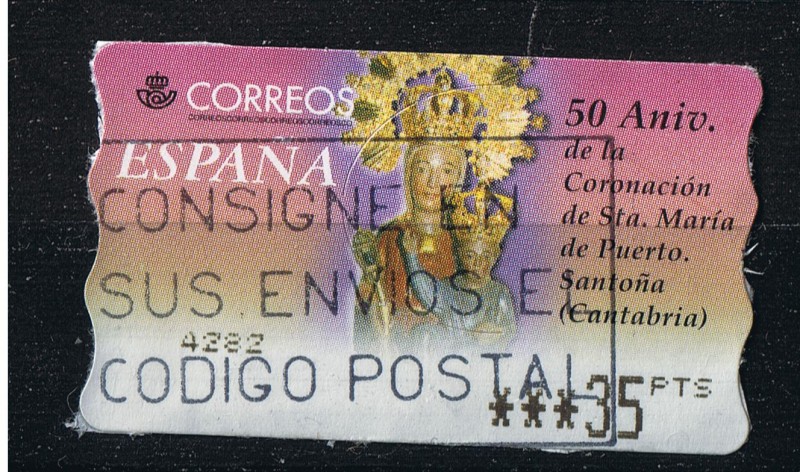 CORREOS
CORREOSCORREOSCORREOSCORREOSCO
ESPAÑA
50 Aniv.
de la
Coronación
de Sta. María
de Puerto.
Santoña
(Cantabria)
CONSIGNE EN
SUS ENVIOS EL
CODIGO POSTAL
4282
***35 PTS